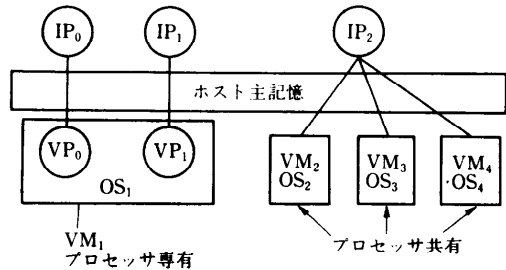 IP₀ IP₁ IP₂
ホスト主記憶
VP₀ VP₁
OS₁
VM₂ VM₃ VM₄
OS₂ OS₃ OS₄
VM₁
プロセッサ専有
プロセッサ共有